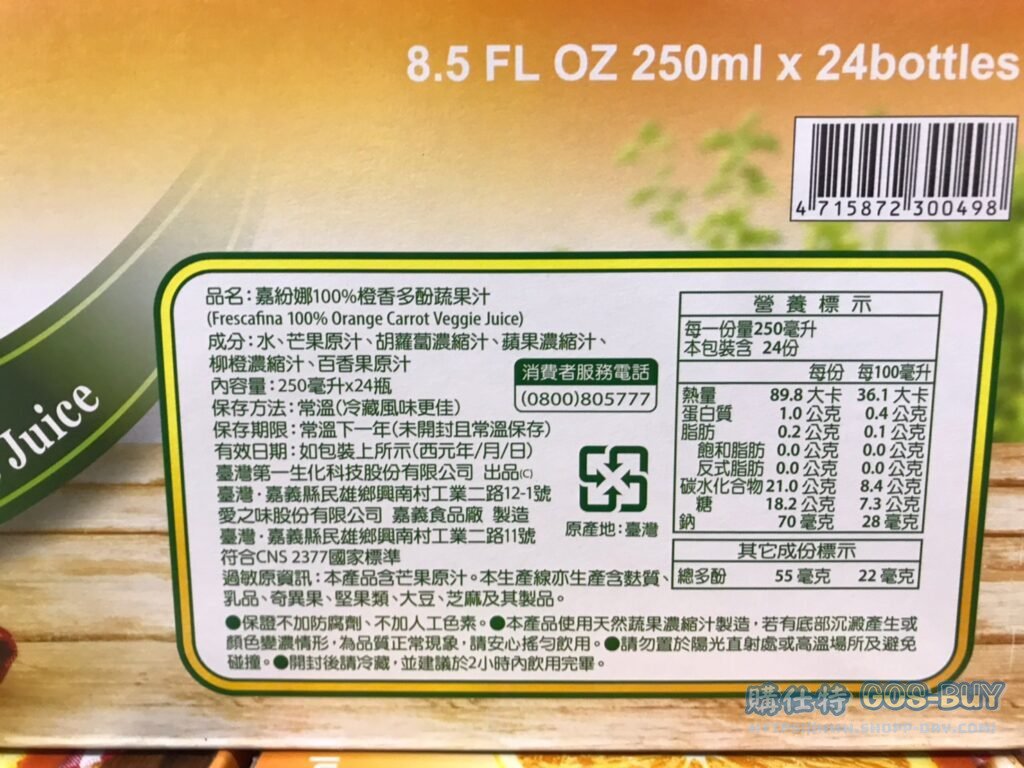 8.5 FL OZ 250ml x 24bottles
4 715872 300498
Juice
品名：嘉紛娜100%橙香多酚蔬果汁
(Frescafina 100% Orange Carrot Veggie Juice)
成分：水、芒果原汁、胡蘿蔔濃縮汁、蘋果濃縮汁、
柳橙濃縮汁、百香果原汁
內容量：250毫升x24瓶
保存方法：常溫(冷藏風味更佳)
保存期限：常溫下一年(未開封且常溫保存)
有效日期：如包裝上所示(西元年/月/日)
臺灣第一生化科技股份有限公司 出品(C)
臺灣·嘉義縣民雄鄉興南村工業二路12-1號
愛之味股份有限公司 嘉義食品廠 製造
臺灣·嘉義縣民雄鄉興南村工業二路11號
符合CNS 2377國家標準
過敏原資訊：本產品含芒果原汁。本生產線亦生產含麩質、
乳品、奇異果、堅果類、大豆、芝麻及其製品。
消費者服務電話
(0800)805777
原產地：臺灣
營養標示
每一份量250毫升
本包裝含 24份
每份 每100毫升
熱量 89.8 大卡 36.1 大卡
蛋白質 1.0 公克 0.4 公克
脂肪 0.2 公克 0.1 公克
飽和脂肪 0.0 公克 0.0 公克
反式脂肪 0.0 公克 0.0 公克
碳水化合物 21.0 公克 8.4 公克
糖 18.2 公克 7.3 公克
鈉 70 毫克 28 毫克
其它成份標示
總多酚 55 毫克 22 毫克
●保證不加防腐劑、不加人工色素。●本產品使用天然蔬果濃縮汁製造，若有底部沉澱產生或
顏色變濃情形，為品質正常現象，請安心搖勻飲用。●請勿置於陽光直射處或高溫場所及避免
碰撞。●開封後請冷藏，並建議於2小時內飲用完畢。
購仕特 GOS-BUY